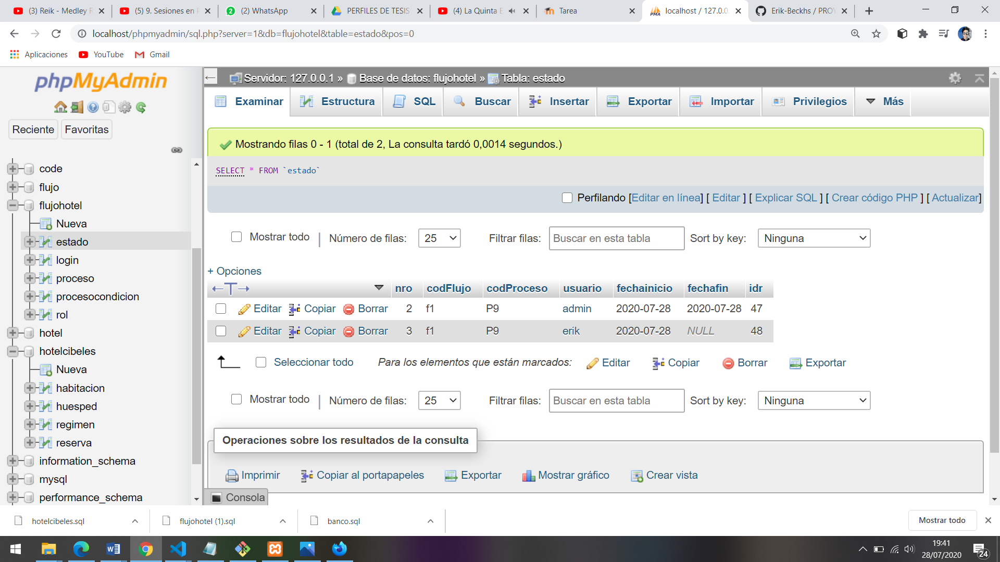 (3) Reik - Medley R
(5) 9. Sesiones en P
(2) WhatsApp
PERFILES DE TESIS
(4) La Quinta E
Tarea
localhost / 127.0.0.
Erik-Beckhs / PROY
localhost/phpmyadmin/sql.php?server=1&db=flujohotel&table=estado&pos=0
Aplicaciones
YouTube
Gmail
phpMyAdmin
Reciente
Favoritas
code
flujo
flujohotel
Nueva
estado
login
proceso
procesocondicion
rol
hotel
hotelcibeles
Nueva
habitacion
huesped
regimen
reserva
information_schema
mysql
performance_schema
Servidor: 127.0.0.1 » Base de datos: flujohotel » Tabla: estado
Examinar Estructura SQL Buscar Insertar Exportar Importar Privilegios Más
Mostrando filas 0 - 1 (total de 2, La consulta tardó 0,0014 segundos.)
SELECT * FROM `estado`
Perfilando [Editar en línea] [ Editar ] [ Explicar SQL ] [ Crear código PHP ] [ Actualizar]
Mostrar todo | Número de filas: 25 Filtrar filas: Buscar en esta tabla Sort by key: Ninguna
+ Opciones
←T→ nro codFlujo codProceso usuario fechainicio fechafin idr
Editar Copiar Borrar 2 f1 P9 admin 2020-07-28 2020-07-28 47
Editar Copiar Borrar 3 f1 P9 erik 2020-07-28 NULL 48
Seleccionar todo Para los elementos que están marcados: Editar Copiar Borrar Exportar
Mostrar todo | Número de filas: 25 Filtrar filas: Buscar en esta tabla Sort by key: Ninguna
Operaciones sobre los resultados de la consulta
Imprimir Copiar al portapapeles Exportar Mostrar gráfico Crear vista
Consola
hotelcibeles.sql
flujohotel (1).sql
banco.sql
Mostrar todo
19:41
28/07/2020
24